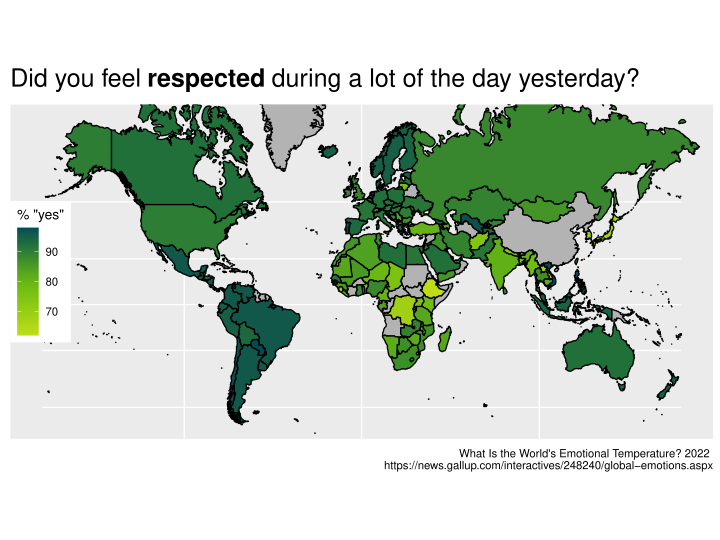 Did you feel respected during a lot of the day yesterday?
% "yes"
90
80
70
What Is the World's Emotional Temperature? 2022
https://news.gallup.com/interactives/248240/global−emotions.aspx